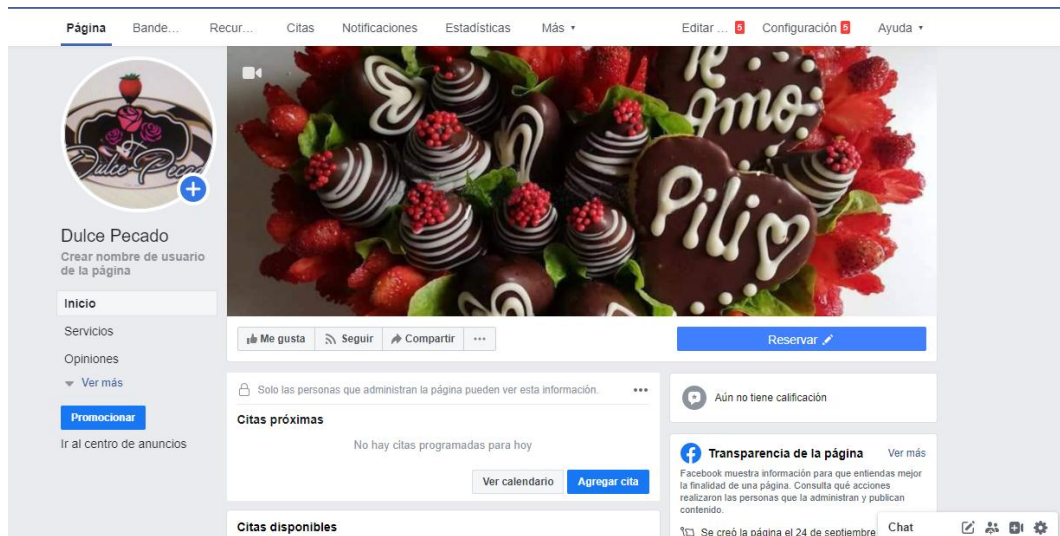 Página Bande... Recur... Citas Notificaciones Estadísticas Más Editar ... 5 Configuración 5 Ayuda
Dulce Pecado
Te
amo
Pili
Dulce Pecado
Crear nombre de usuario
de la página
Inicio
Servicios
Opiniones
Ver más
Promocionar
Ir al centro de anuncios
Me gusta Seguir Compartir ...
Reservar
Solo las personas que administran la página pueden ver esta información. ...
Citas próximas
No hay citas programadas para hoy
Ver calendario Agregar cita
Citas disponibles
Aún no tiene calificación
Transparencia de la página Ver más
Facebook muestra información para que entiendas mejor
la finalidad de una página. Consulta qué acciones
realizaron las personas que la administran y publican
contenido.
Se creó la página el 24 de septiembre
Chat